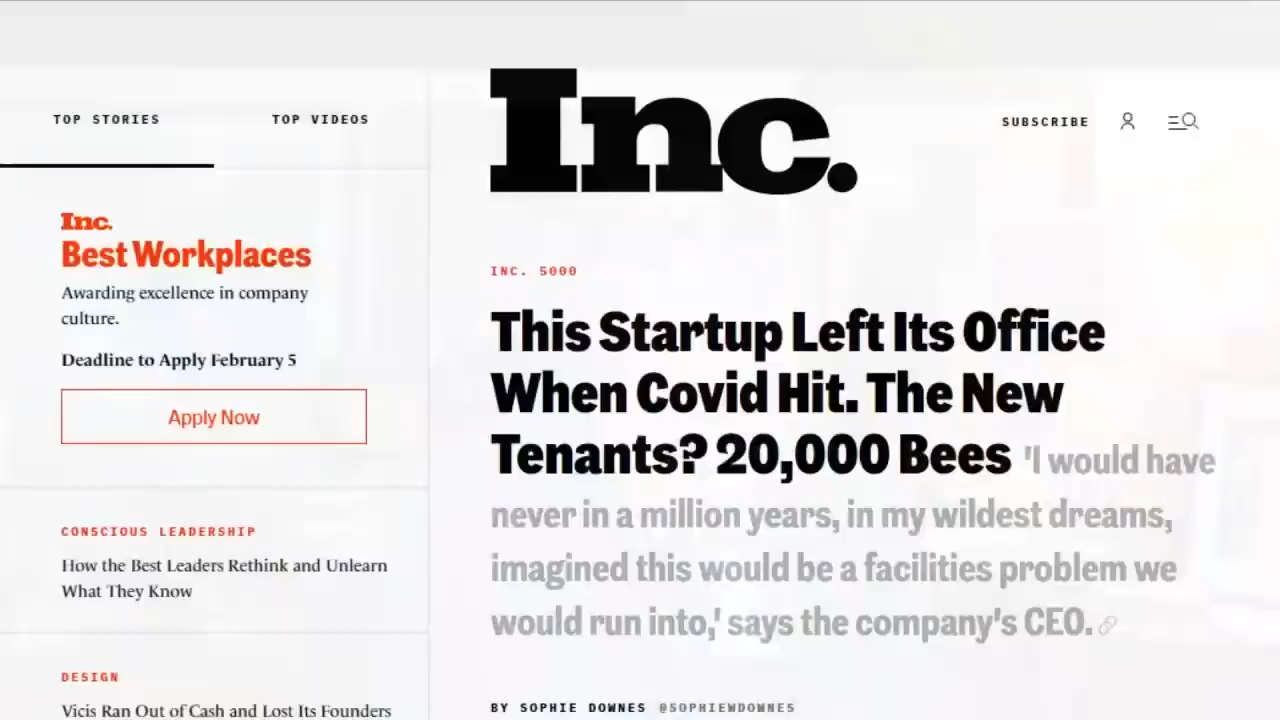 TOP STORIES
TOP VIDEOS
Inc.
SUBSCRIBE
Inc.
Best Workplaces
Awarding excellence in company
culture.
Deadline to Apply February 5
Apply Now
CONSCIOUS LEADERSHIP
How the Best Leaders Rethink and Unlearn
What They Know
DESIGN
Vicis Ran Out of Cash and Lost Its Founders
INC. 5000
This Startup Left Its Office
When Covid Hit. The New
Tenants? 20,000 Bees 'I would have
never in a million years, in my wildest dreams,
imagined this would be a facilities problem we
would run into,' says the company's CEO.
BY SOPHIE DOWNES @SOPHIEWDOWNES